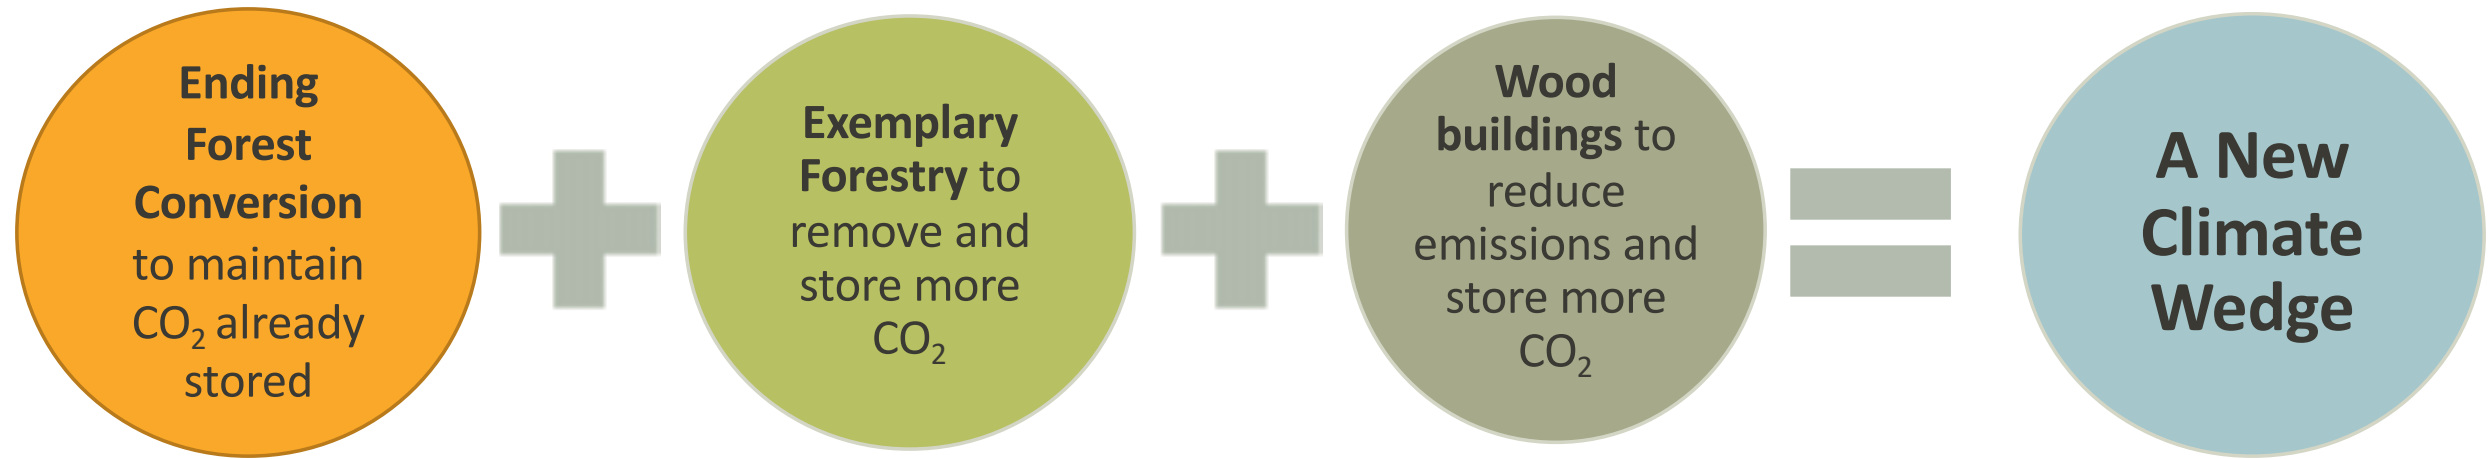 Ending
Forest
Conversion
to maintain
CO₂ already
stored
Exemplary
Forestry to
remove and
store more
CO₂
Wood
buildings to
reduce
emissions and
store more
CO₂
A New
Climate
Wedge